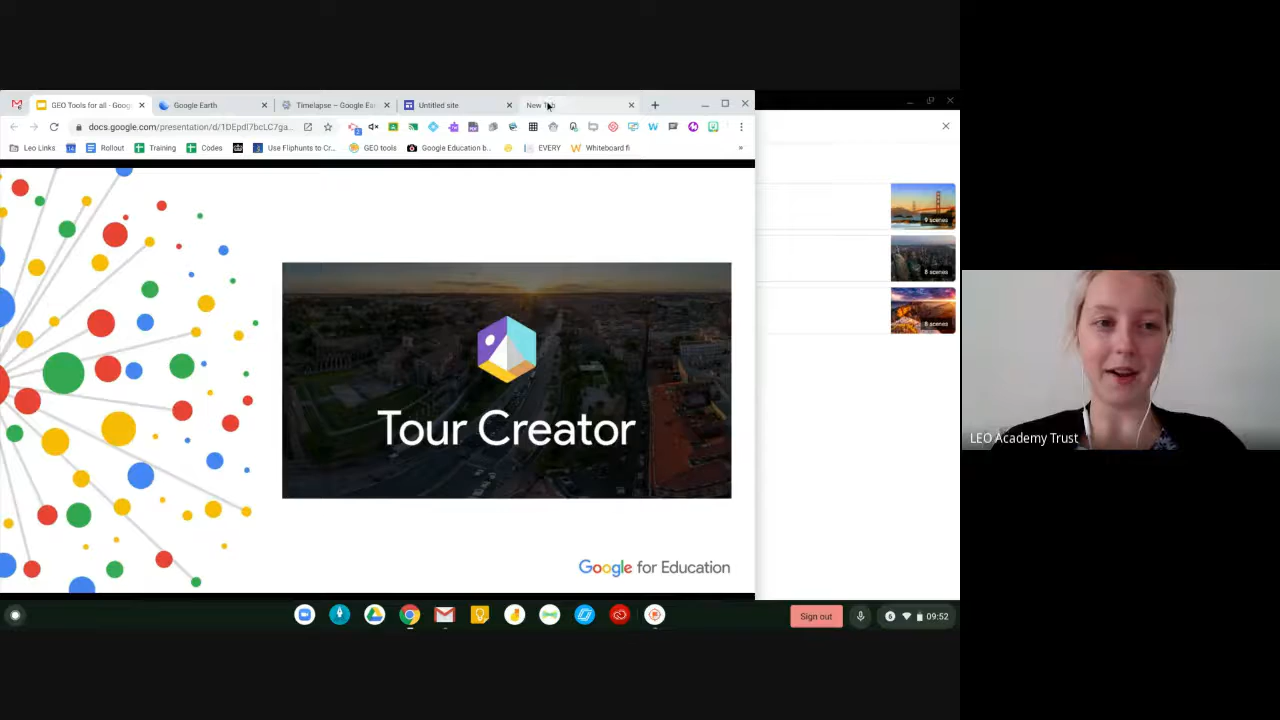 GEO Tools for all - Goog
Google Earth
Timelapse – Google Ea
Untitled site
New Tab
docs.google.com/presentation/d/1DEpdI7bcLC7ga...
Leo Links
Rollout
Training
Codes
Use Fliphunts to Cr...
GEO tools
Google Education b...
EVERY
Whiteboard fi
»
9 scenes
8 scenes
8 scenes
Tour Creator
Google for Education
LEO Academy Trust
Sign out
6
09:52